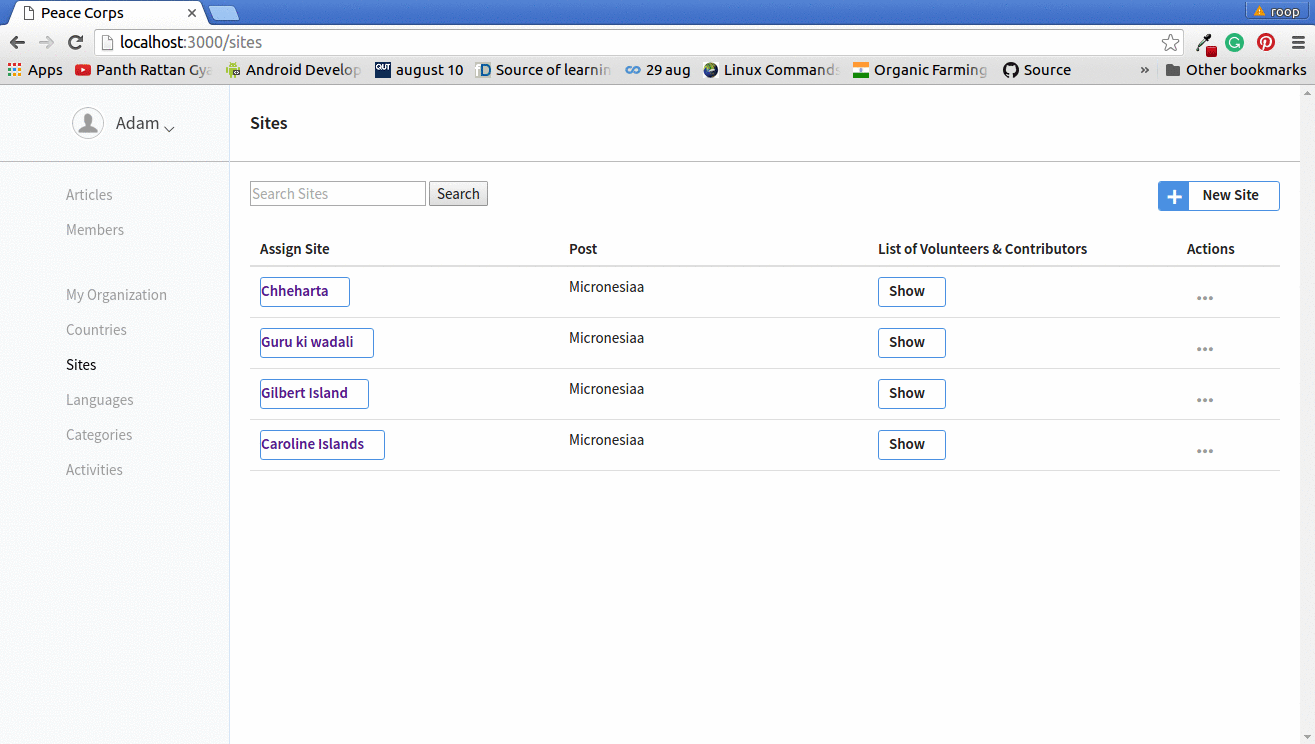 Peace Corps
roop
localhost:3000/sites
Apps Panth Rattan Gya Android Develop august 10 Source of learnin 29 aug Linux Commands Organic Farming Source » Other bookmarks
Adam
Sites
Articles
Members
My Organization
Countries
Sites
Languages
Categories
Activities
Search Sites Search
New Site
Assign Site Post List of Volunteers & Contributors Actions
Chheharta Micronesiaa Show
Guru ki wadali Micronesiaa Show
Gilbert Island Micronesiaa Show
Caroline Islands Micronesiaa Show